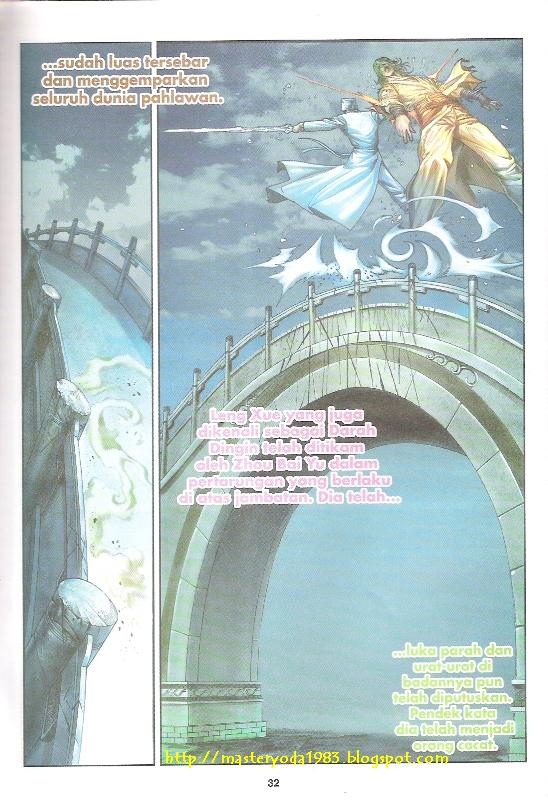 ...sudah luas tersebar
dan menggemparkan
seluruh dunia pahlawan.
Leng Xue yang juga
dikenali sebagai Darah
Dingin telah ditikam
oleh Zhou Bai Yu dalam
pertarungan yang berlaku
di atas jambatan. Dia telah...
...luka parah dan
urat-urat di
badannya pun
telah diputuskan.
Pendek kata
dia telah menjadi
orang cacat.
http://masteryoda1983.blogspot.com
32